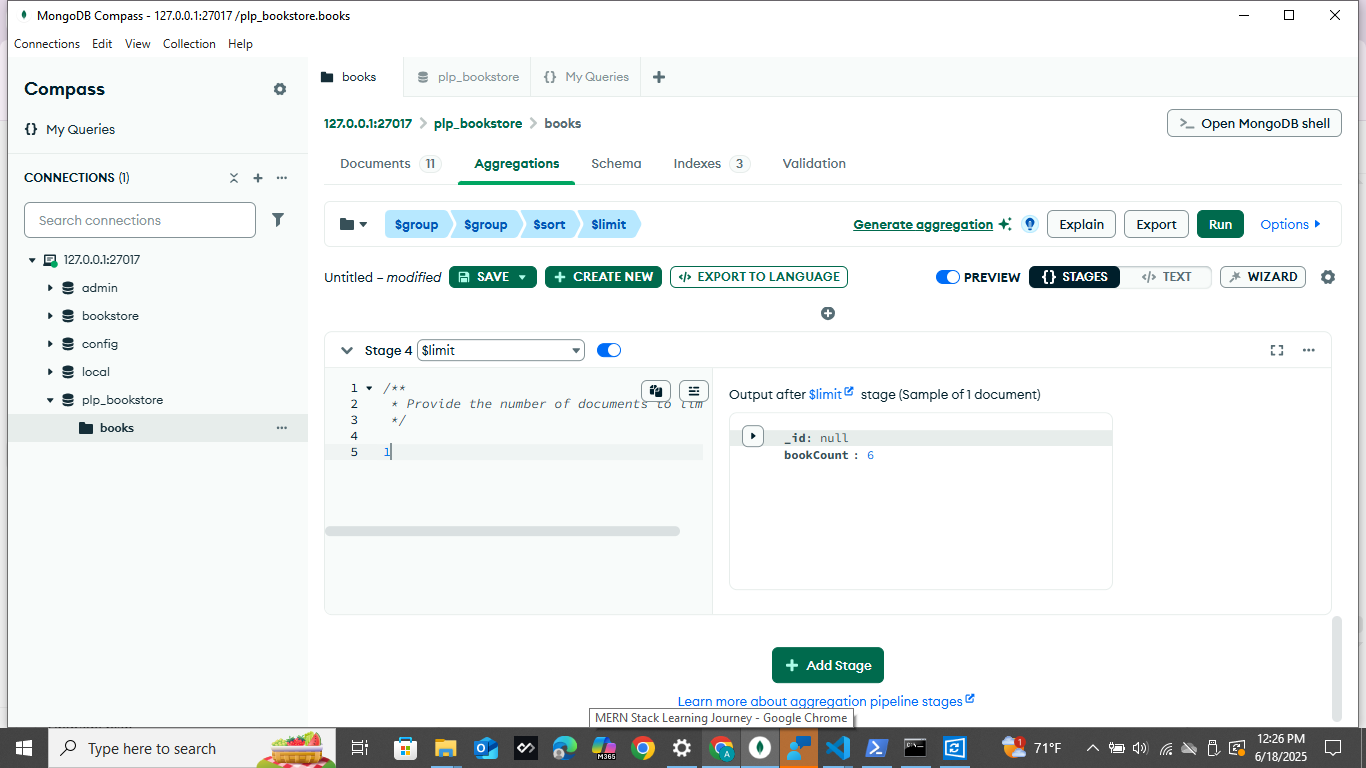 MongoDB Compass - 127.0.0.1:27017 /plp_bookstore.books
Connections Edit View Collection Help
Compass
{} My Queries
CONNECTIONS (1)
Search connections
127.0.0.1:27017
admin
bookstore
config
local
plp_bookstore
books
books
plp_bookstore
{} My Queries
127.0.0.1:27017 > plp_bookstore > books
>_ Open MongoDB shell
Documents 11 Aggregations Schema Indexes 3 Validation
$group $group $sort $limit
Generate aggregation Explain Export Run Options
Untitled – modified SAVE + CREATE NEW </> EXPORT TO LANGUAGE PREVIEW {} STAGES </> TEXT WIZARD
Stage 4 $limit
1 /**
2 * Provide the number of documents to lim
3 */
4
5 1
Output after $limit stage (Sample of 1 document)
_id: null
bookCount : 6
+ Add Stage
Learn more about aggregation pipeline stages
MERN Stack Learning Journey - Google Chrome
Type here to search
M365
A
71°F
12:26 PM
6/18/2025